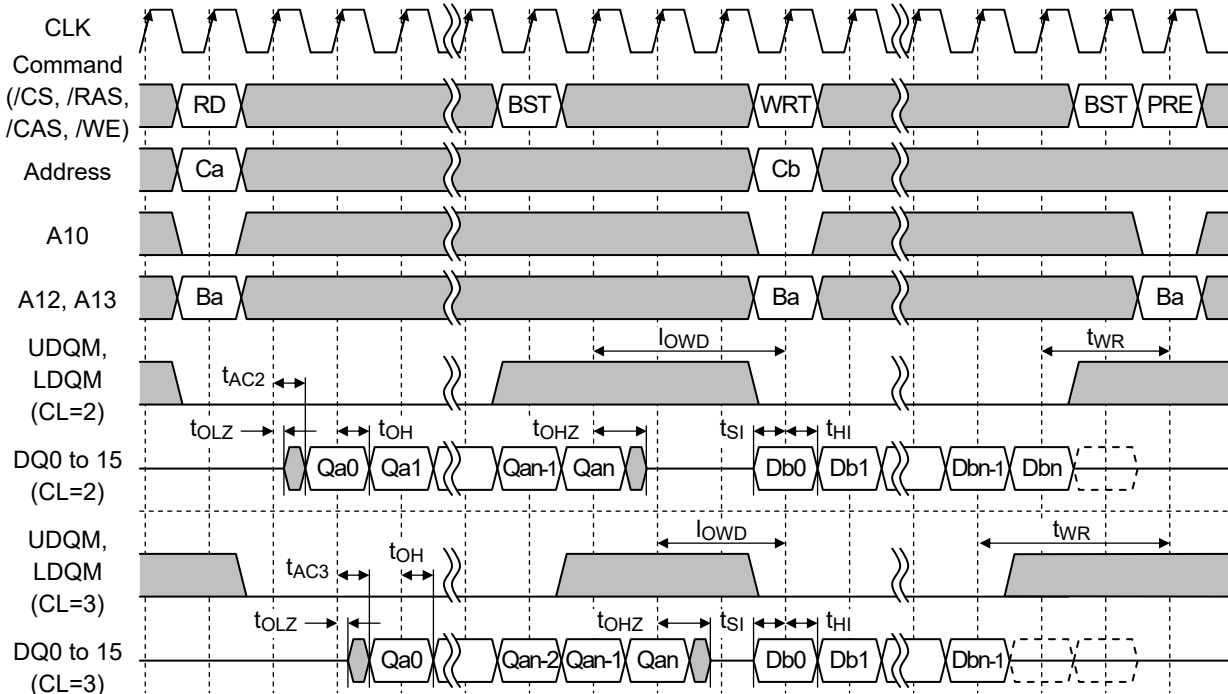 CLK
Command
(/CS, /RAS,
/CAS, /WE)
RD
BST
WRT
BST
PRE
Address
Ca
Cb
A10
A12, A13
Ba
Ba
Ba
UDQM,
LDQM
(CL=2)
tAC2
lOWD
tWR
tOLZ
tOH
tOHZ
tSI
tHI
DQ0 to 15
(CL=2)
Qa0
Qa1
Qan-1
Qan
Db0
Db1
Dbn-1
Dbn
UDQM,
LDQM
(CL=3)
tAC3
tOH
lOWD
tWR
tOLZ
tOHZ
tSI
tHI
DQ0 to 15
(CL=3)
Qa0
Qan-2
Qan-1
Qan
Db0
Db1
Dbn-1